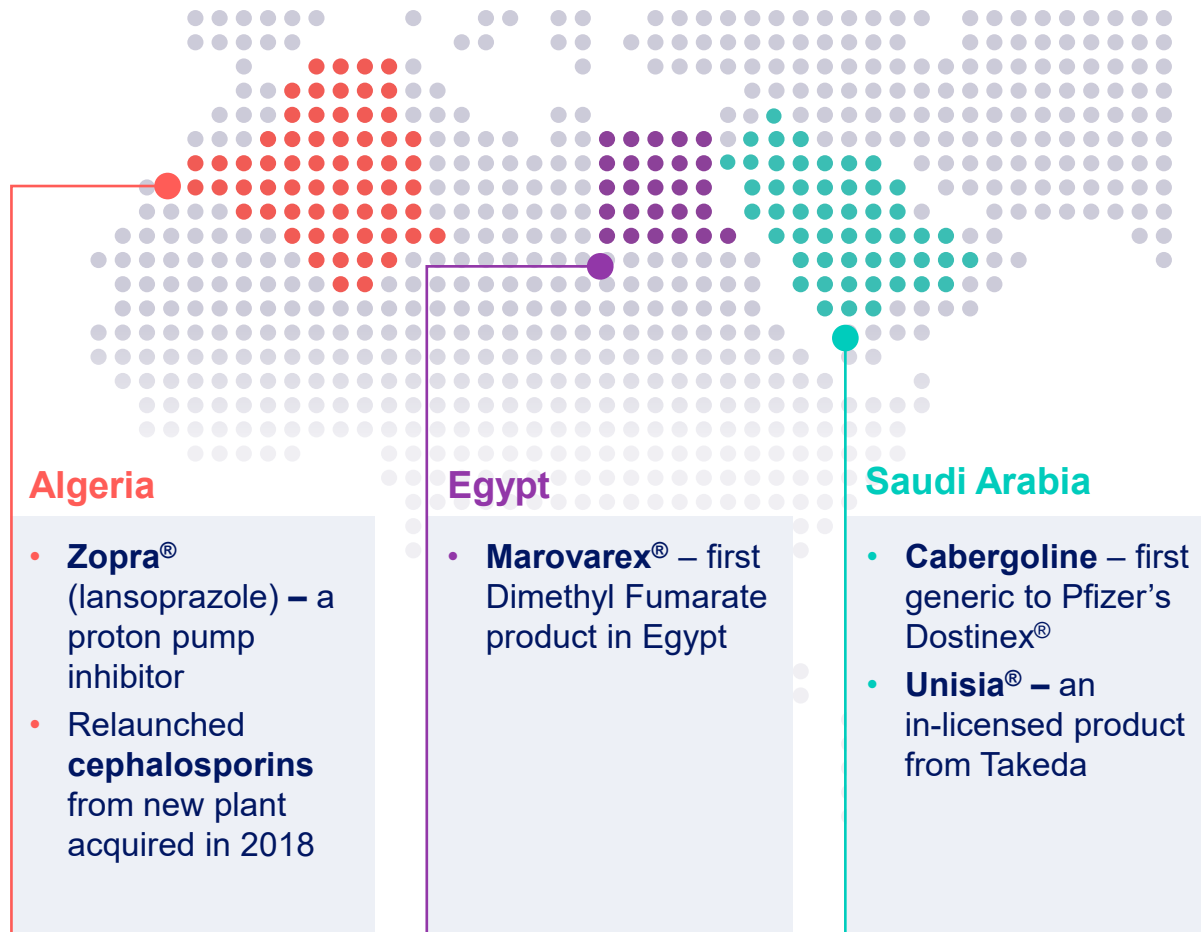 Algeria
• Zopra®
(lansoprazole) – a
proton pump
inhibitor
• Relaunched
cephalosporins
from new plant
acquired in 2018
Egypt
• Marovarex® – first
Dimethyl Fumarate
product in Egypt
Saudi Arabia
• Cabergoline – first
generic to Pfizer’s
Dostinex®
• Unisia® – an
in-licensed product
from Takeda